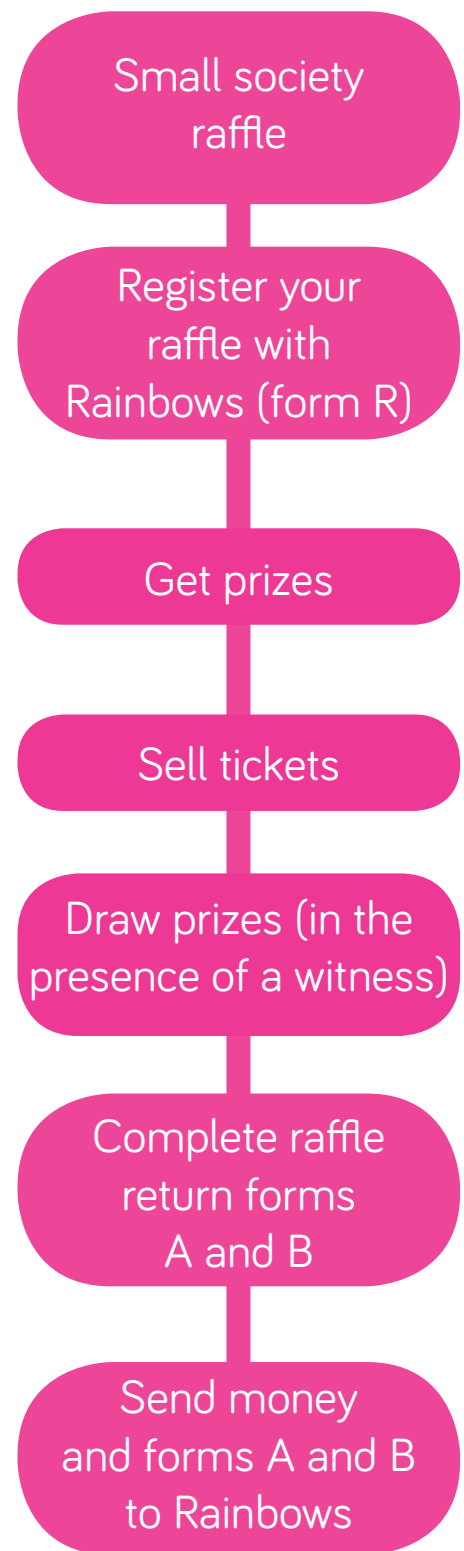 Small society
raffle
Register your
raffle with
Rainbows (form R)
Get prizes
Sell tickets
Draw prizes (in the
presence of a witness)
Complete raffle
return forms
A and B
Send money
and forms A and B
to Rainbows